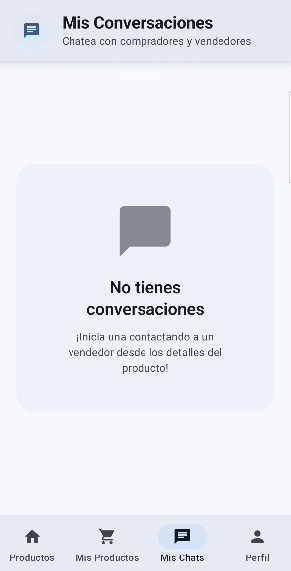 Mis Conversaciones
Chatea con compradores y vendedores
No tienes
conversaciones
¡Inicia una contactando a un
vendedor desde los detalles del
producto!
Productos
Mis Productos
Mis Chats
Perfil